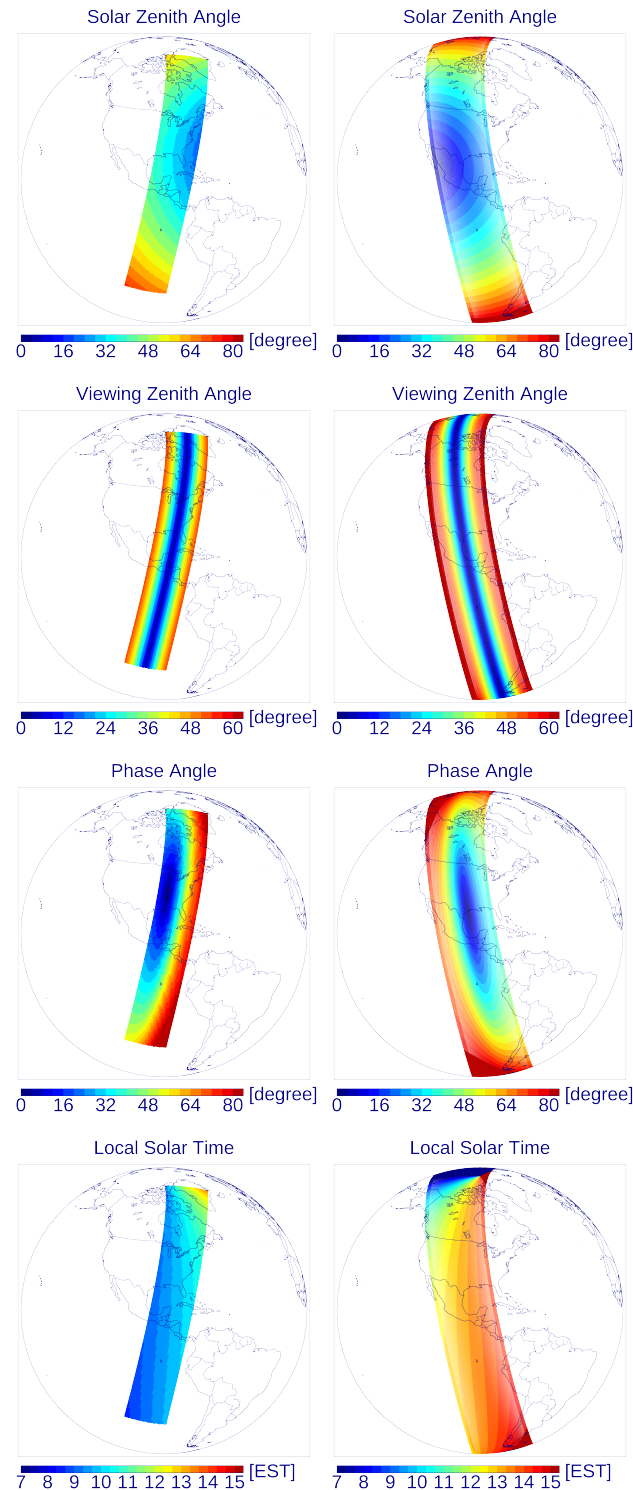 Solar Zenith Angle Solar Zenith Angle
0 16 32 48 64 80 [degree] 0 16 32 48 64 80 [degree]
Viewing Zenith Angle Viewing Zenith Angle
0 12 24 36 48 60 [degree] 0 12 24 36 48 60 [degree]
Phase Angle Phase Angle
0 16 32 48 64 80 [degree] 0 16 32 48 64 80 [degree]
Local Solar Time Local Solar Time
7 8 9 10 11 12 13 14 15 [EST] 7 8 9 10 11 12 13 14 15 [EST]